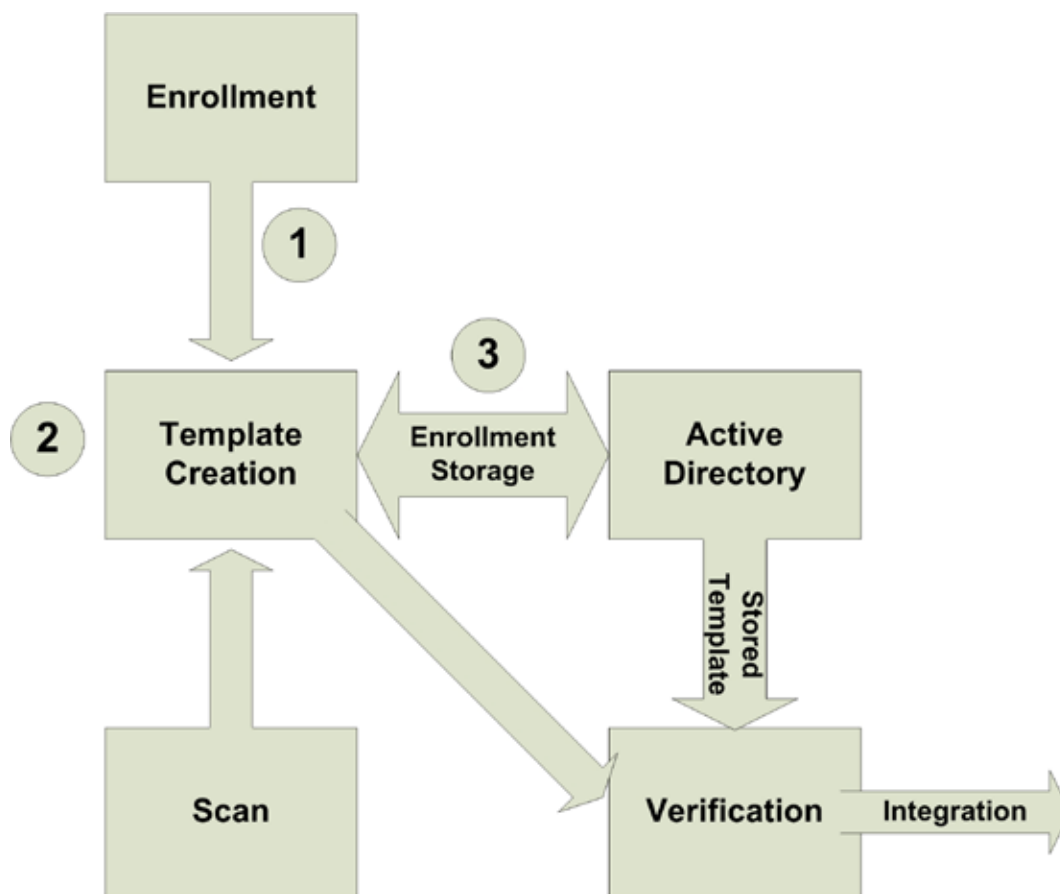 Enrollment
1
3
2
Template
Creation
Enrollment
Storage
Active
Directory
Stored
Template
Scan
Verification
Integration